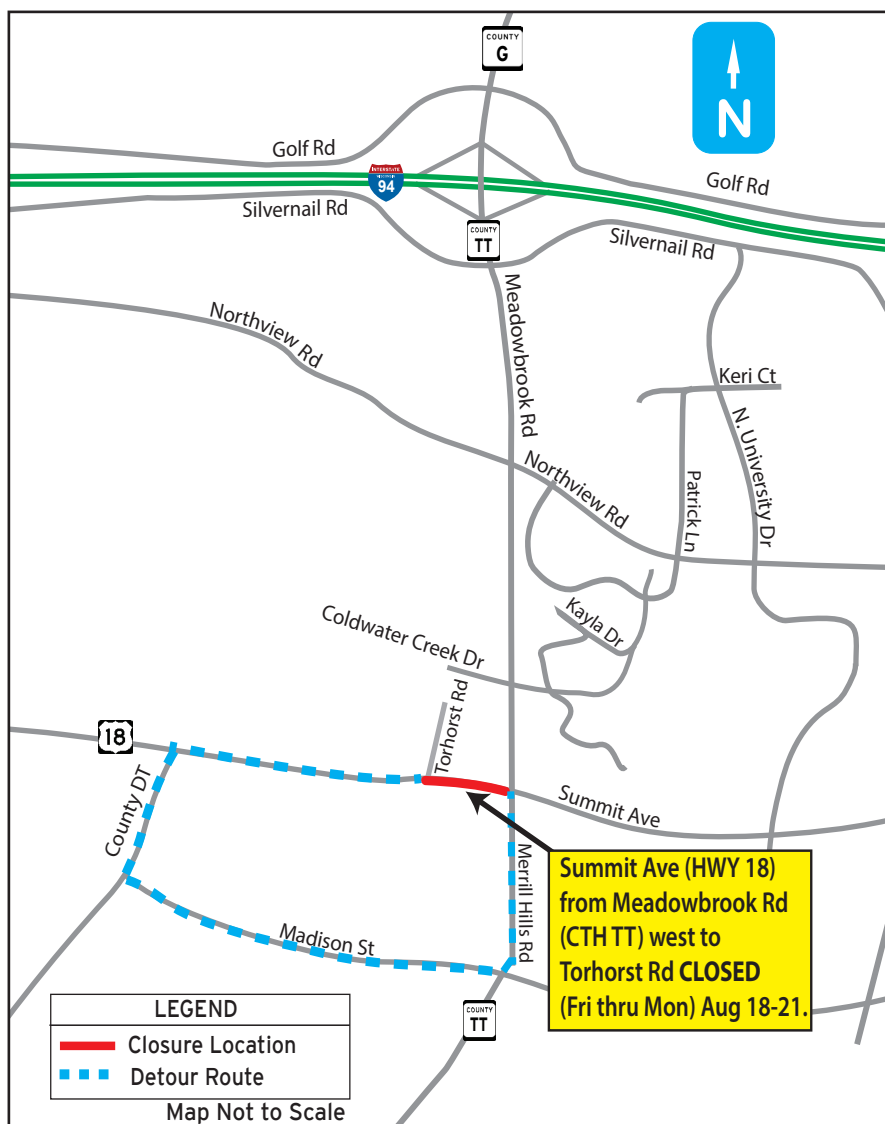 COUNTY
G
N
Golf Rd
INTERSTATE
WISCONSIN
94
Golf Rd
Silvernail Rd
COUNTY
TT
Silvernail Rd
Meadowbrook Rd
Northview Rd
Keri Ct
N. University Dr
Northview Rd
Patrick Ln
Kayla Dr
Coldwater Creek Dr
Torhorst Rd
18
County DT
Summit Ave
Merrill Hills Rd
Madison St
Summit Ave (HWY 18)
from Meadowbrook Rd
(CTH TT) west to
Torhorst Rd CLOSED
(Fri thru Mon) Aug 18-21.
COUNTY
TT
LEGEND
Closure Location
Detour Route
Map Not to Scale